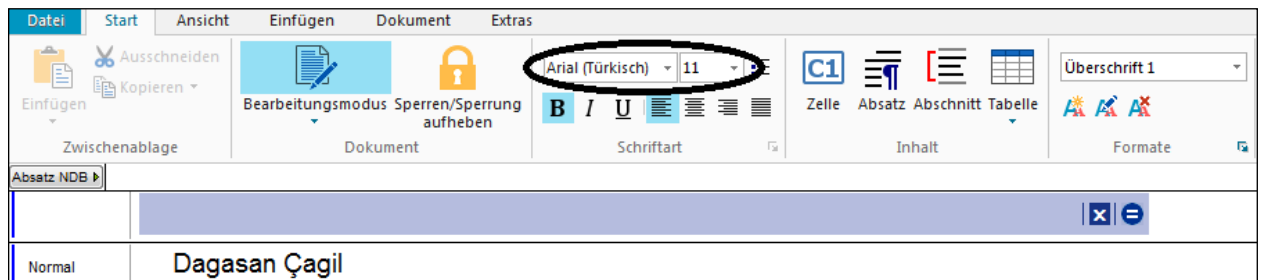 Datei Start Ansicht Einfügen Dokument Extras
Ausschneiden
Kopieren
Einfügen
Zwischenablage
Bearbeitungsmodus Sperren/Sperrung aufheben
Dokument
Arial (Türkisch) 11
B I U
Schriftart
C1
Zelle Absatz Abschnitt Tabelle
Inhalt
Überschrift 1
Formate
Absatz NDB
Normal Dagasan Çagil